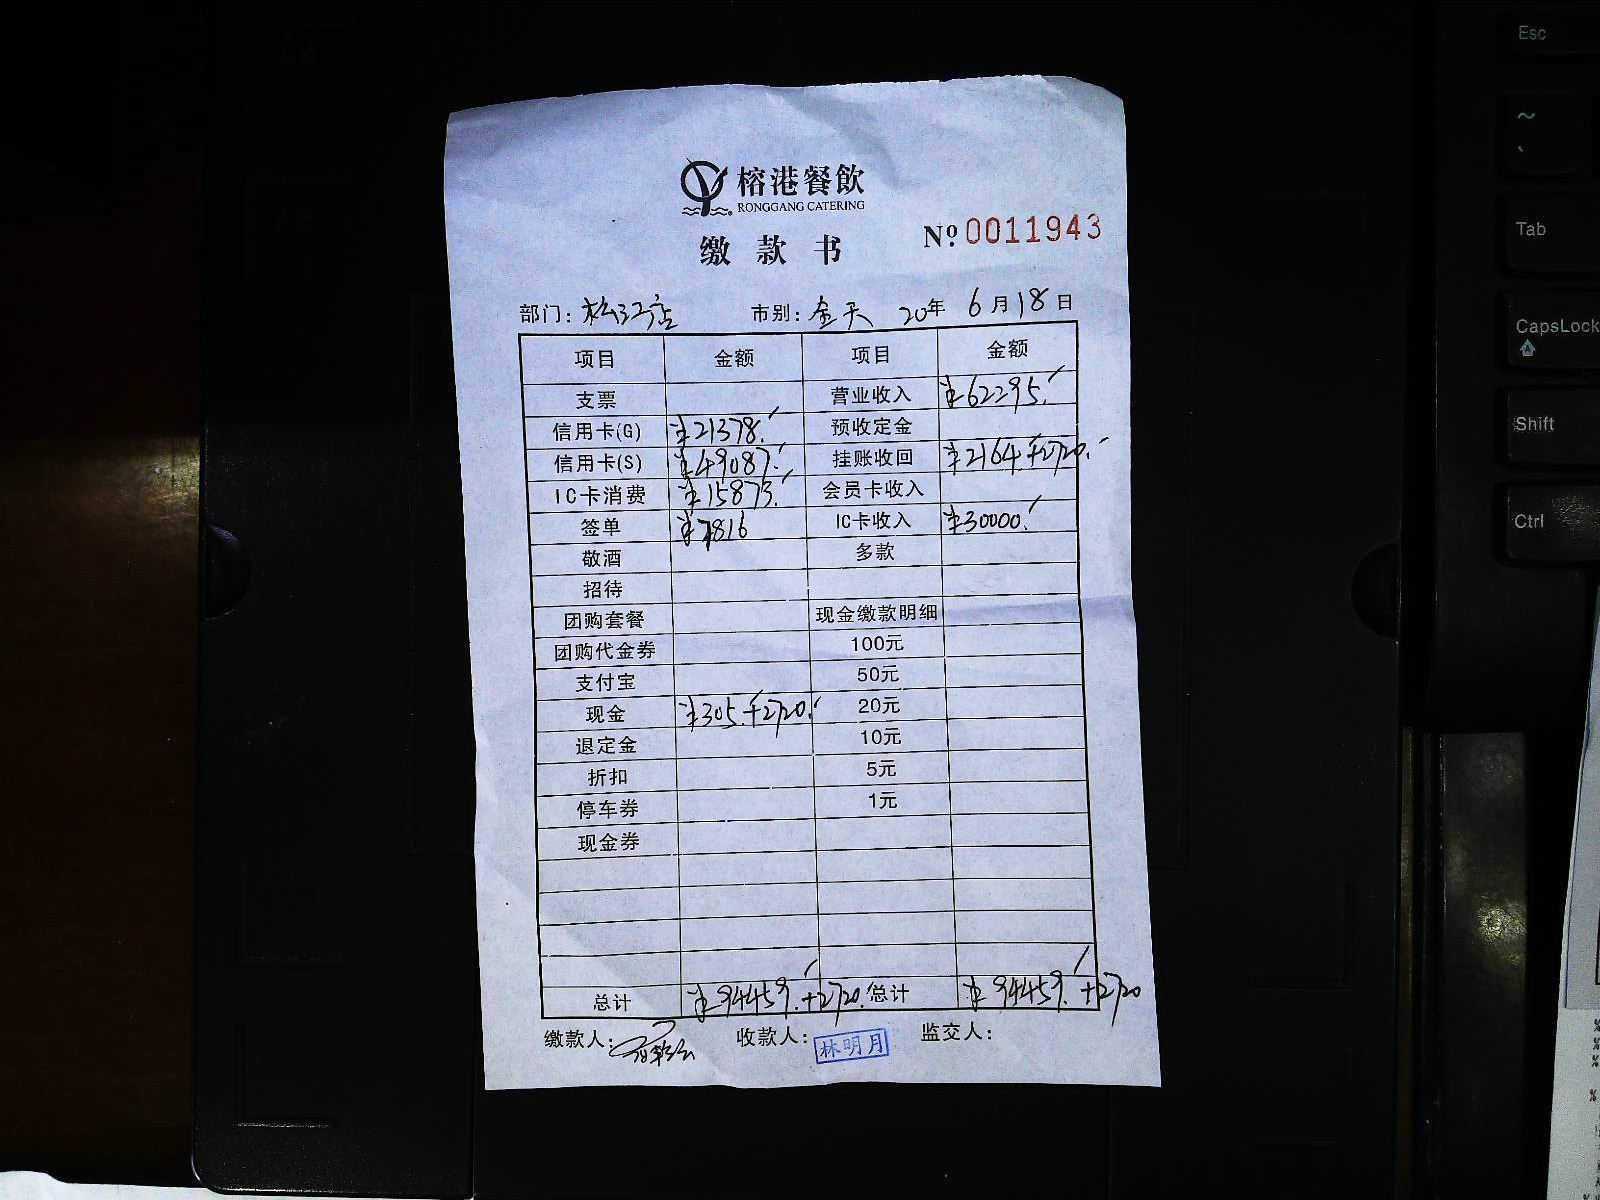 榕港餐飲
RONGGANG CATERING
缴款书
№ 0011943
部门: 松江店 市别: 全天 20年 6月18日
项目 金额 项目 金额
支票 营业收入 ¥62295.
信用卡(G) ¥21378. 预收定金
信用卡(S) ¥49087. 挂账收回 ¥2164+2720.
IC卡消费 ¥15873. 会员卡收入
签单 ¥7816 IC卡收入 ¥30000.
敬酒 多款
招待
团购套餐 现金缴款明细
团购代金券 100元
支付宝 50元
现金 ¥305.+2720. 20元
退定金 10元
折扣 5元
停车券 1元
现金券
总计 ¥94459.+2720. 总计 ¥94459.+2720
缴款人: 收款人: 林明月 监交人:
Esc
~
`
Tab
CapsLock
Shift
Ctrl